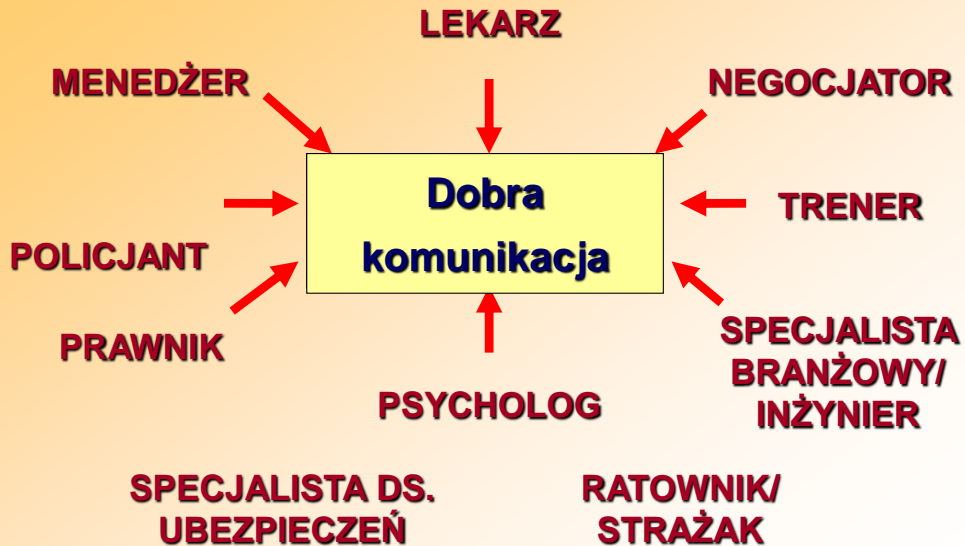 LEKARZ
MENEDŻER
NEGOCJATOR
Dobra
komunikacja
TRENER
POLICJANT
PRAWNIK
SPECJALISTA
BRANŻOWY/
INŻYNIER
PSYCHOLOG
SPECJALISTA DS.
UBEZPIECZEŃ
RATOWNIK/
STRAŻAK